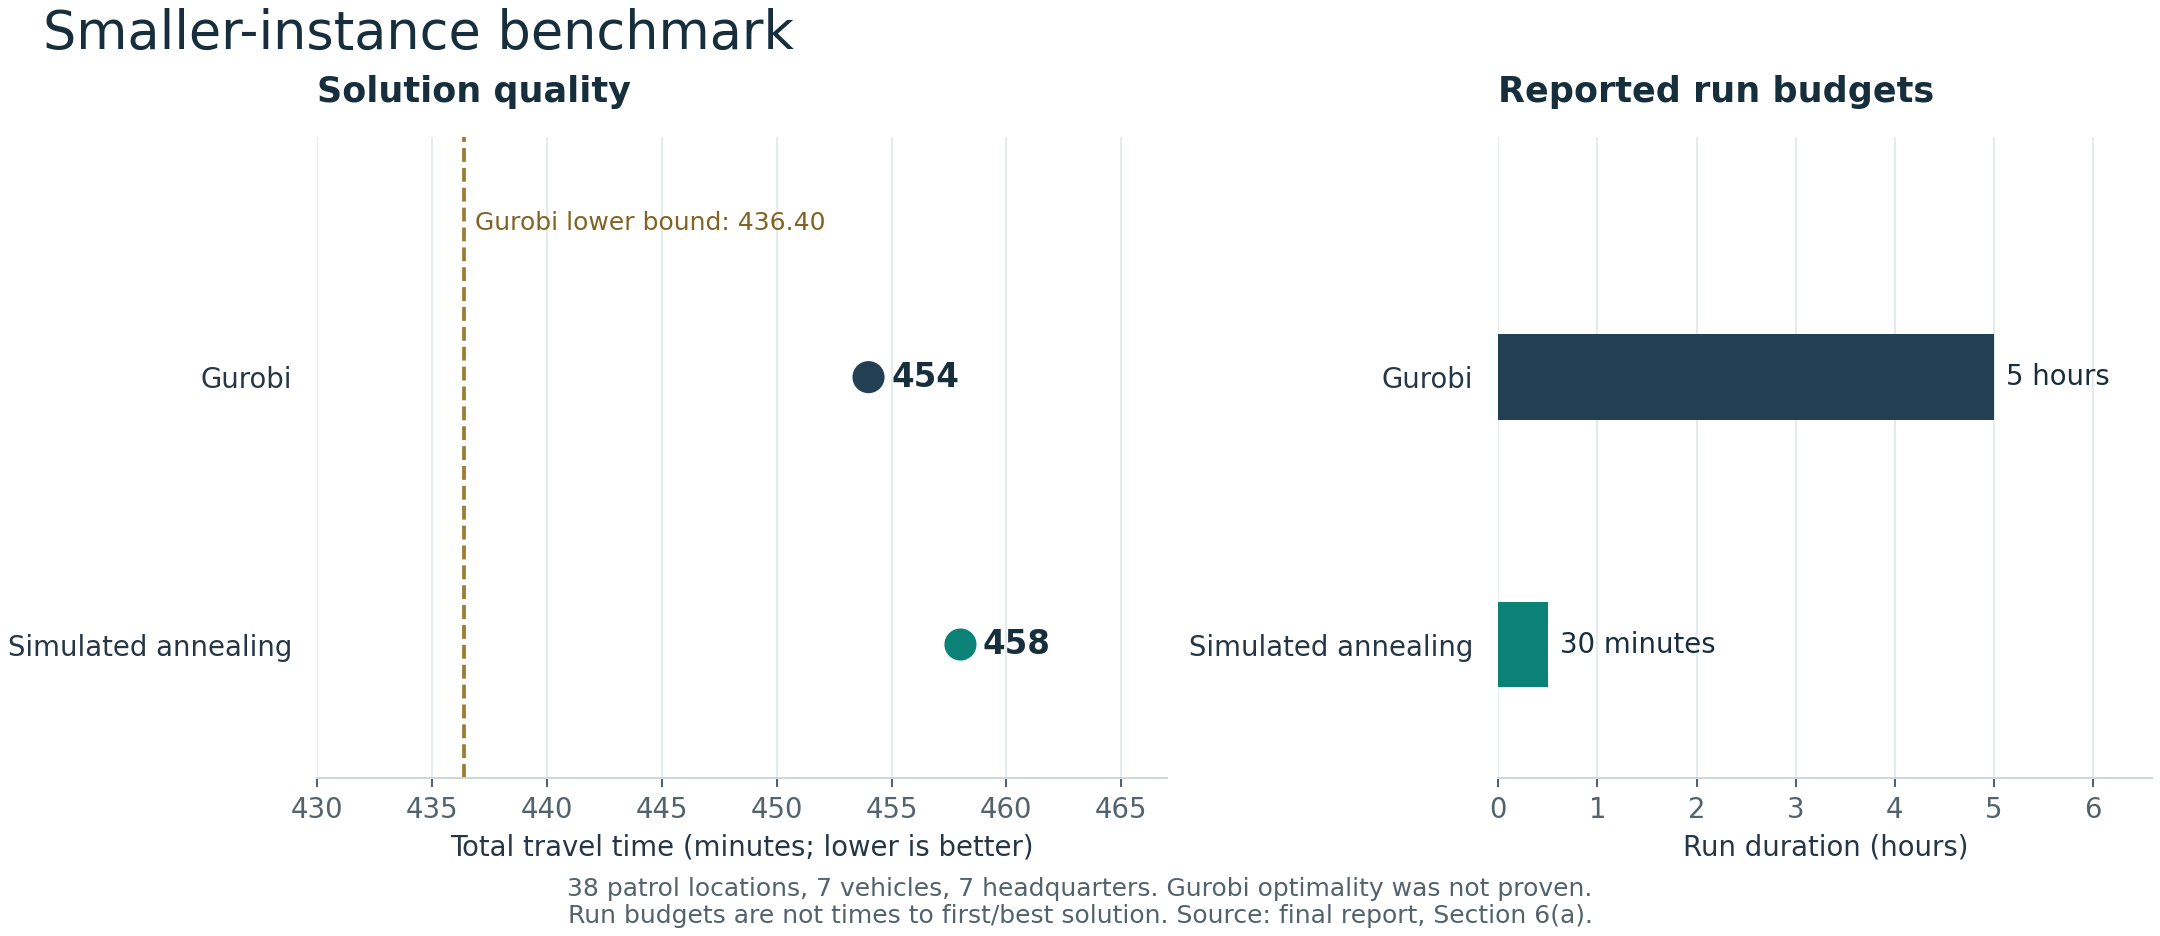 Smaller-instance benchmark
Solution quality
Gurobi lower bound: 436.40
Gurobi
454
Simulated annealing
458
430 435 440 445 450 455 460 465
Total travel time (minutes; lower is better)
Reported run budgets
Gurobi
5 hours
Simulated annealing
30 minutes
0 1 2 3 4 5 6
Run duration (hours)
38 patrol locations, 7 vehicles, 7 headquarters. Gurobi optimality was not proven.
Run budgets are not times to first/best solution. Source: final report, Section 6(a).